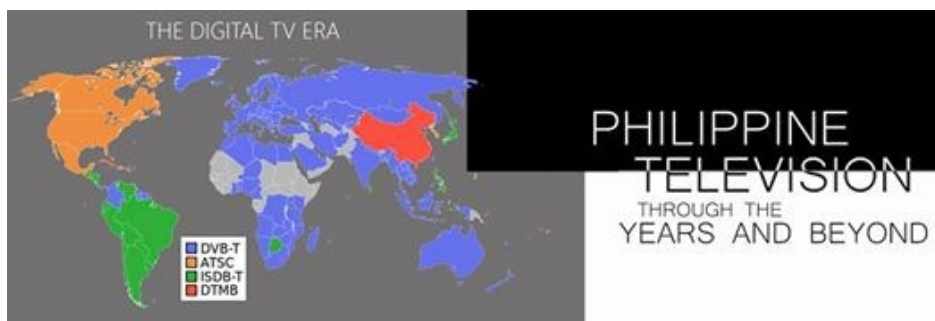 THE DIGITAL TV ERA
DVB-T
ATSC
ISDB-T
DTMB
PHILIPPINE
TELEVISION
THROUGH THE
YEARS AND BEYOND